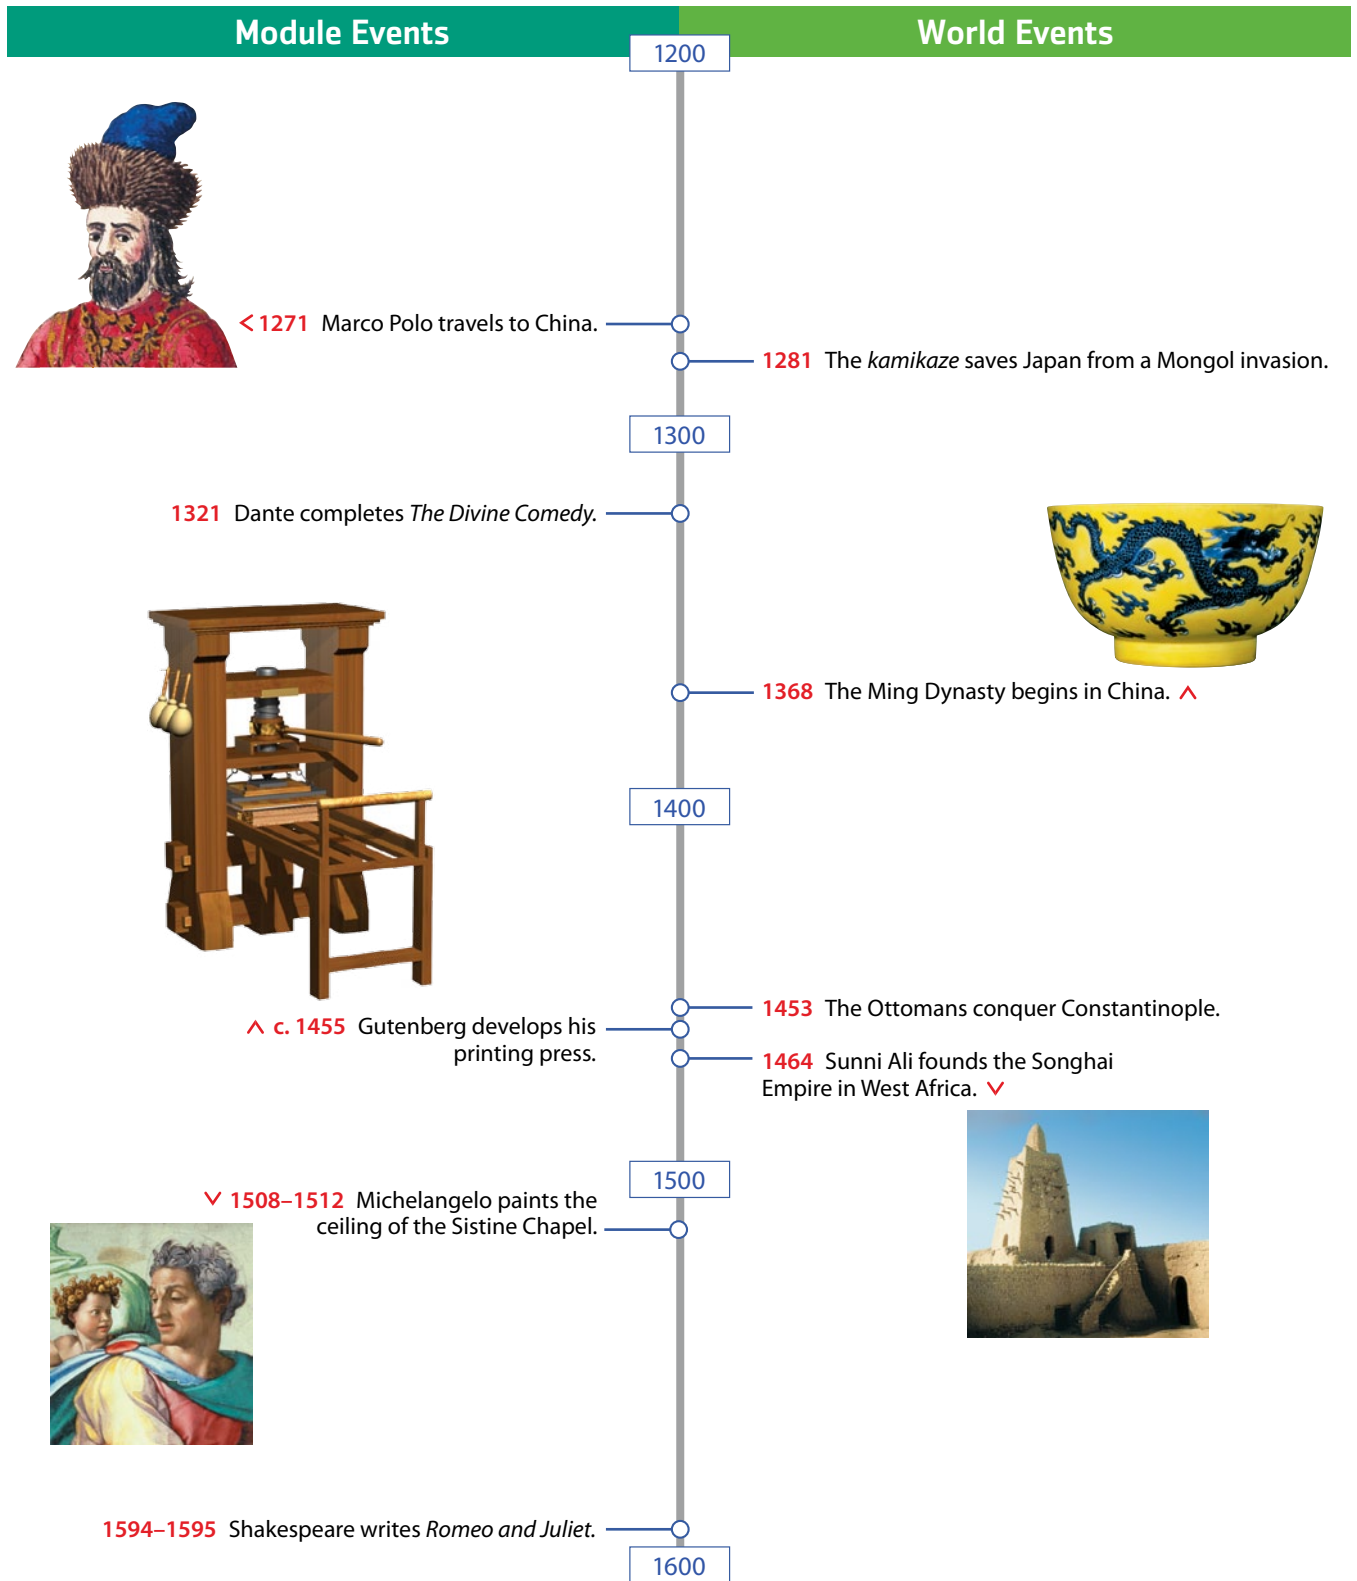 Module Events
World Events
1200
< 1271 Marco Polo travels to China.
1281 The kamikaze saves Japan from a Mongol invasion.
1300
1321 Dante completes The Divine Comedy.
1368 The Ming Dynasty begins in China.
1400
1453 The Ottomans conquer Constantinople.
c. 1455 Gutenberg develops his
printing press.
1464 Sunni Ali founds the Songhai
Empire in West Africa.
1500
1508–1512 Michelangelo paints the
ceiling of the Sistine Chapel.
1594–1595 Shakespeare writes Romeo and Juliet.
1600